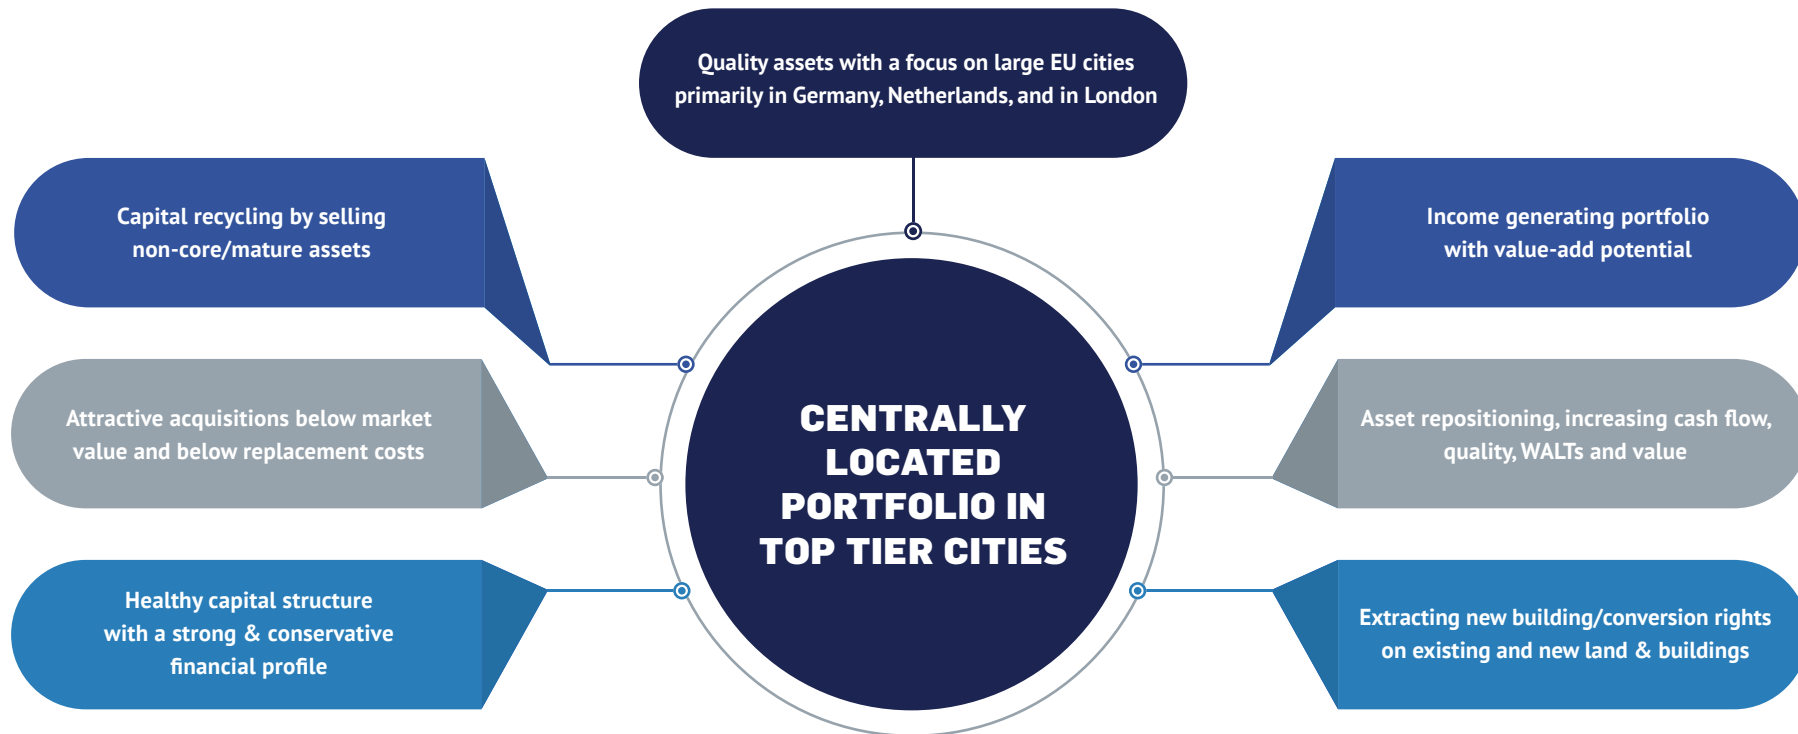 Quality assets with a focus on large EU cities
primarily in Germany, Netherlands, and in London
Capital recycling by selling
non-core/mature assets
Income generating portfolio
with value-add potential
Attractive acquisitions below market
value and below replacement costs
CENTRALLY
LOCATED
PORTFOLIO IN
TOP TIER CITIES
Asset repositioning, increasing cash flow,
quality, WALTs and value
Healthy capital structure
with a strong & conservative
financial profile
Extracting new building/conversion rights
on existing and new land & buildings